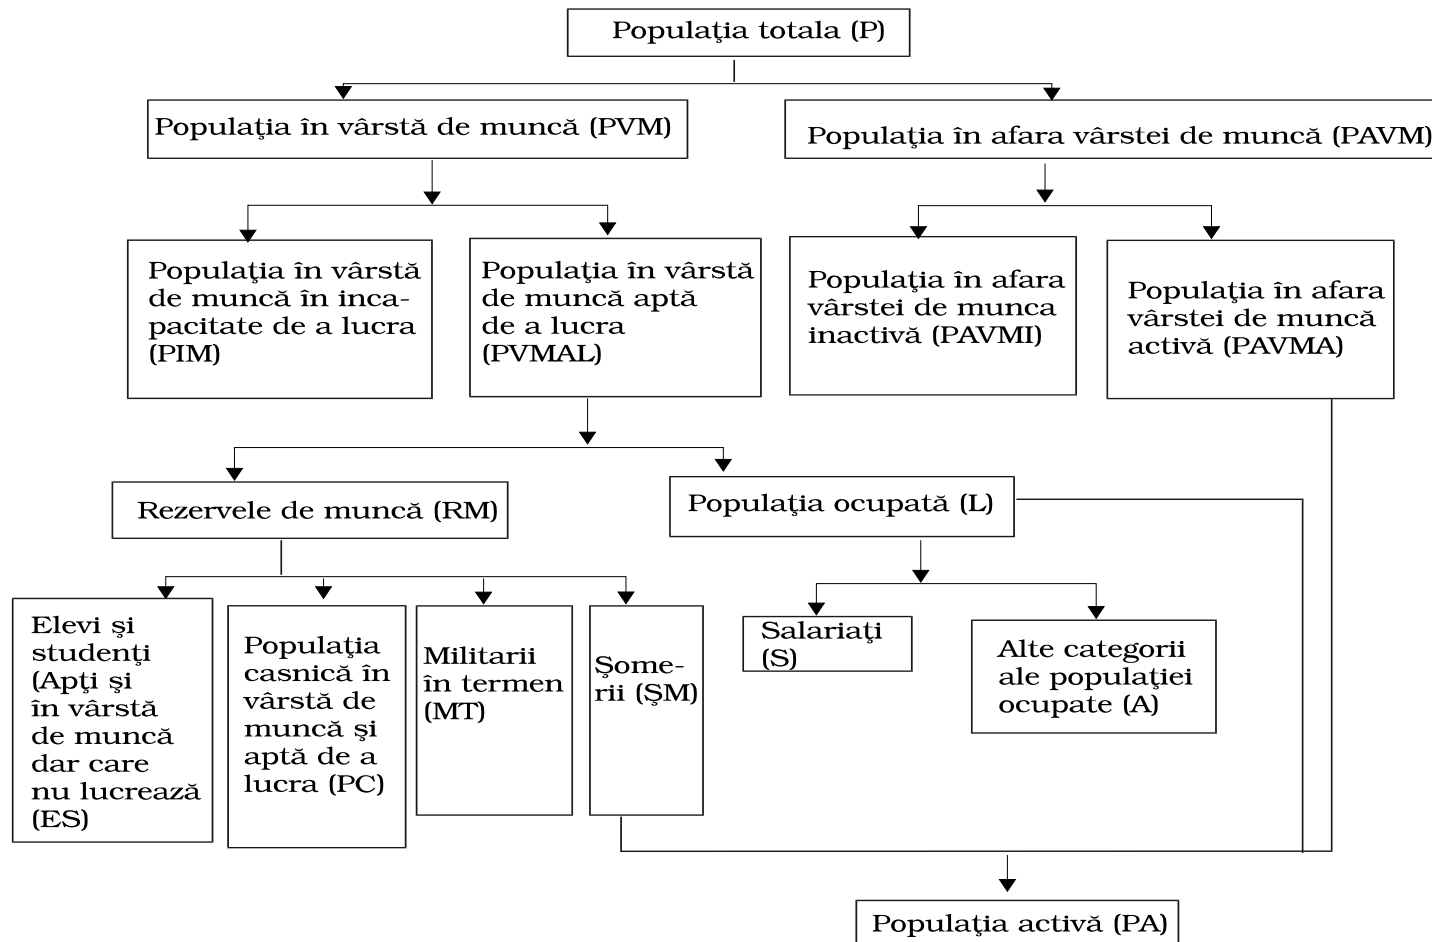 Populaţia totala (P)
Populaţia în vârstă de muncă (PVM)
Populaţia în afara vârstei de muncă (PAVM)
Populaţia în vârstă
de muncă în inca-
pacitate de a lucra
(PIM)
Populaţia în vârstă
de muncă aptă
de a lucra
(PVMAL)
Populaţia în afara
vârstei de munca
inactivă (PAVMI)
Populaţia în afara
vârstei de muncă
activă (PAVMA)
Rezervele de muncă (RM)
Populaţia ocupată (L)
Elevi şi
studenţi
(Apţi şi
în vârstă
de muncă
dar care
nu lucrează
(ES)
Populaţia
casnică în
vârstă de
muncă şi
aptă de a
lucra (PC)
Militarii
în termen
(MT)
Şome-
rii (ŞM)
Salariaţi
(S)
Alte categorii
ale populaţiei
ocupate (A)
Populaţia activă (PA)